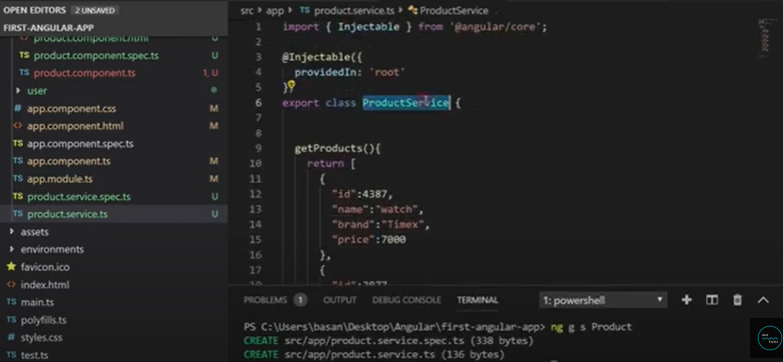 OPEN EDITORS 2 UNSAVED
FIRST-ANGULAR-APP
product.component.html U
TS product.component.spec.ts U
TS product.component.ts 1, U
user
# app.component.css M
<> app.component.html M
TS app.component.spec.ts
TS app.component.ts M
TS app.module.ts M
TS product.service.spec.ts U
TS product.service.ts U
assets
environments
favicon.ico
<> index.html
TS main.ts
TS polyfills.ts
# styles.css
TS test.ts
src > app > TS product.service.ts > ProductService
1 import { Injectable } from '@angular/core';
2
3 @Injectable({
4 providedIn: 'root'
5 })
6 export class ProductService {
7
8
9 getProducts(){
10 return [
11 {
12 "id":4387,
13 "name":"watch",
14 "brand":"Timex",
15 "price":7000
16 },
17 {
PROBLEMS 1 OUTPUT DEBUG CONSOLE TERMINAL 1: powershell
PS C:\Users\basan\Desktop\Angular\first-angular-app> ng g s Product
CREATE src/app/product.service.spec.ts (338 bytes)
CREATE src/app/product.service.ts (136 bytes)